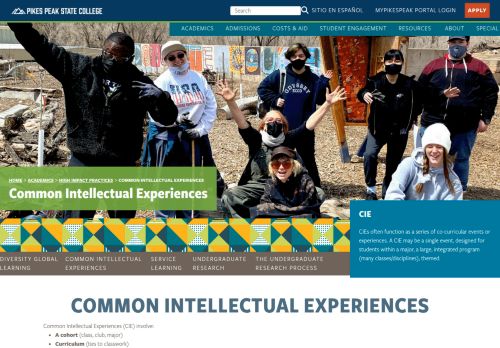 PIKES PEAK STATE COLLEGE
Search
SITIO EN ESPAÑOL
MYPIKESPEAK PORTAL LOGIN
APPLY
ACADEMICS ADMISSIONS COSTS & AID STUDENT ENGAGEMENT RESOURCES ABOUT SPECIAL
HOME > ACADEMICS > HIGH IMPACT PRACTICES > COMMON INTELLECTUAL EXPERIENCES
Common Intellectual Experiences
CIE
CIEs often function as a series of co-curricular events or
experiences. A CIE may be a single event, designed for
students within a major, a large, integrated program
(many classes/disciplines), themed
DIVERSITY GLOBAL
LEARNING
COMMON INTELLECTUAL
EXPERIENCES
SERVICE
LEARNING
UNDERGRADUATE
RESEARCH
THE UNDERGRADUATE
RESEARCH PROCESS
COMMON INTELLECTUAL EXPERIENCES
Common Intellectual Experiences (CIE) involve:
• A cohort (class, club, major)
• Curriculum (ties to classwork)